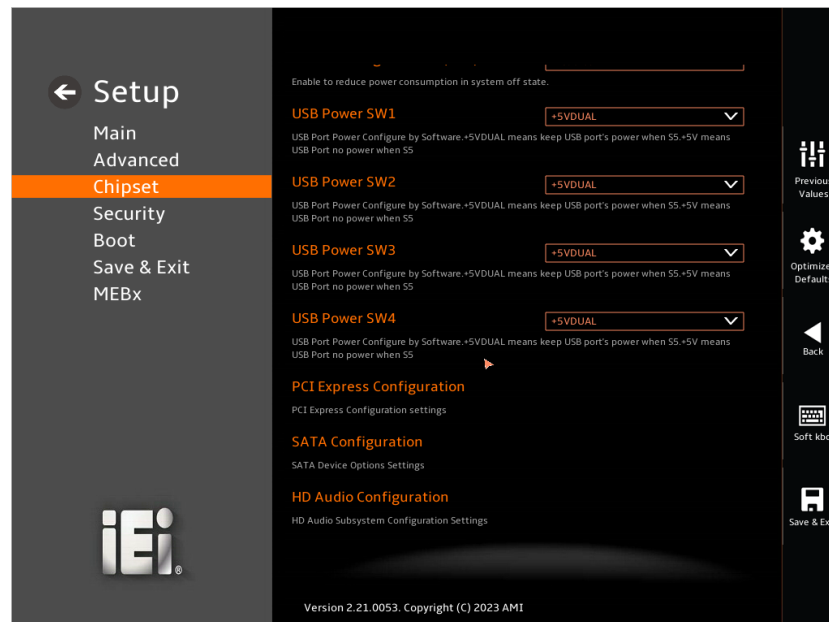 Setup
Main
Advanced
Chipset
Security
Boot
Save & Exit
MEBx
iEi
®
Enable to reduce power consumption in system off state.
USB Power SW1
+5VDUAL
USB Port Power Configure by Software.+5VDUAL means keep USB port's power when S5.+5V means
USB Port no power when S5
USB Power SW2
+5VDUAL
USB Port Power Configure by Software.+5VDUAL means keep USB port's power when S5.+5V means
USB Port no power when S5
USB Power SW3
+5VDUAL
USB Port Power Configure by Software.+5VDUAL means keep USB port's power when S5.+5V means
USB Port no power when S5
USB Power SW4
+5VDUAL
USB Port Power Configure by Software.+5VDUAL means keep USB port's power when S5.+5V means
USB Port no power when S5
PCI Express Configuration
PCI Express Configuration settings
SATA Configuration
SATA Device Options Settings
HD Audio Configuration
HD Audio Subsystem Configuration Settings
Version 2.21.0053. Copyright (C) 2023 AMI
Previous
Values
Optimize
Default
Back
Soft kbd
Save & Ex